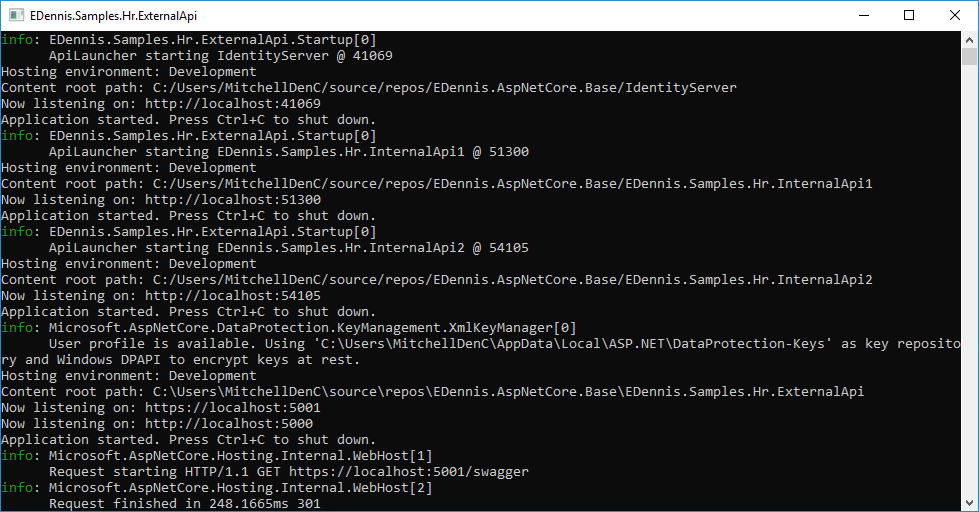 EDennis.Samples.Hr.ExternalApi
info: EDennis.Samples.Hr.ExternalApi.Startup[0]
      ApiLauncher starting IdentityServer @ 41069
Hosting environment: Development
Content root path: C:/Users/MitchellDenC/source/repos/EDennis.AspNetCore.Base/IdentityServer
Now listening on: http://localhost:41069
Application started. Press Ctrl+C to shut down.
info: EDennis.Samples.Hr.ExternalApi.Startup[0]
      ApiLauncher starting EDennis.Samples.Hr.InternalApi1 @ 51300
Hosting environment: Development
Content root path: C:/Users/MitchellDenC/source/repos/EDennis.AspNetCore.Base/EDennis.Samples.Hr.InternalApi1
Now listening on: http://localhost:51300
Application started. Press Ctrl+C to shut down.
info: EDennis.Samples.Hr.ExternalApi.Startup[0]
      ApiLauncher starting EDennis.Samples.Hr.InternalApi2 @ 54105
Hosting environment: Development
Content root path: C:/Users/MitchellDenC/source/repos/EDennis.AspNetCore.Base/EDennis.Samples.Hr.InternalApi2
Now listening on: http://localhost:54105
Application started. Press Ctrl+C to shut down.
info: Microsoft.AspNetCore.DataProtection.KeyManagement.XmlKeyManager[0]
      User profile is available. Using 'C:\Users\MitchellDenC\AppData\Local\ASP.NET\DataProtection-Keys' as key reposito
ry and Windows DPAPI to encrypt keys at rest.
Hosting environment: Development
Content root path: C:\Users\MitchellDenC\source\repos\EDennis.AspNetCore.Base\EDennis.Samples.Hr.ExternalApi
Now listening on: https://localhost:5001
Now listening on: http://localhost:5000
Application started. Press Ctrl+C to shut down.
info: Microsoft.AspNetCore.Hosting.Internal.WebHost[1]
      Request starting HTTP/1.1 GET https://localhost:5001/swagger
info: Microsoft.AspNetCore.Hosting.Internal.WebHost[2]
      Request finished in 248.1665ms 301